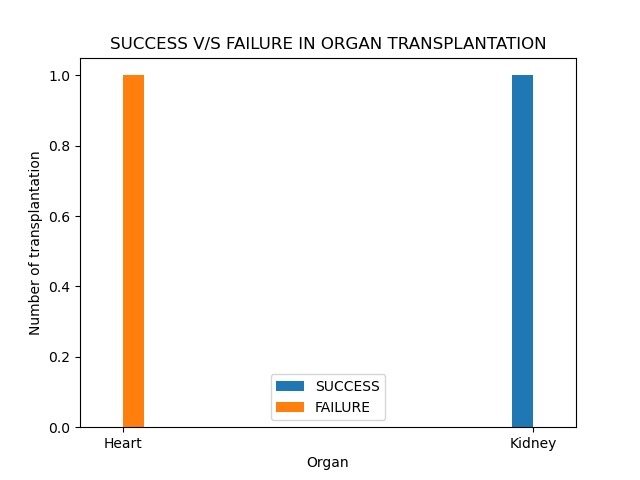 SUCCESS V/S FAILURE IN ORGAN TRANSPLANTATION
Number of transplantation
1.0
0.8
0.6
0.4
0.2
0.0
SUCCESS
FAILURE
Heart
Kidney
Organ